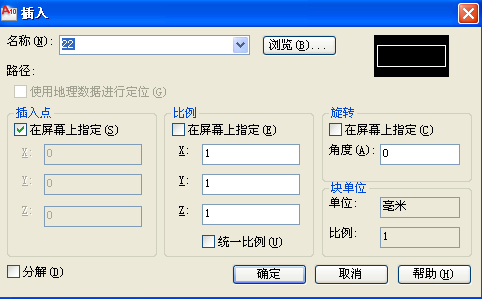 插入
名称(N): 22 浏览(B)...
路径:
使用地理数据进行定位(G)
插入点 比例 旋转
在屏幕上指定(S) 在屏幕上指定(E) 在屏幕上指定(C)
X: 0 X: 1 角度(A): 0
Y: 0 Y: 1 块单位
Z: 0 Z: 1 单位: 毫米
统一比例(U) 比例: 1
分解(D) 确定 取消 帮助(H)